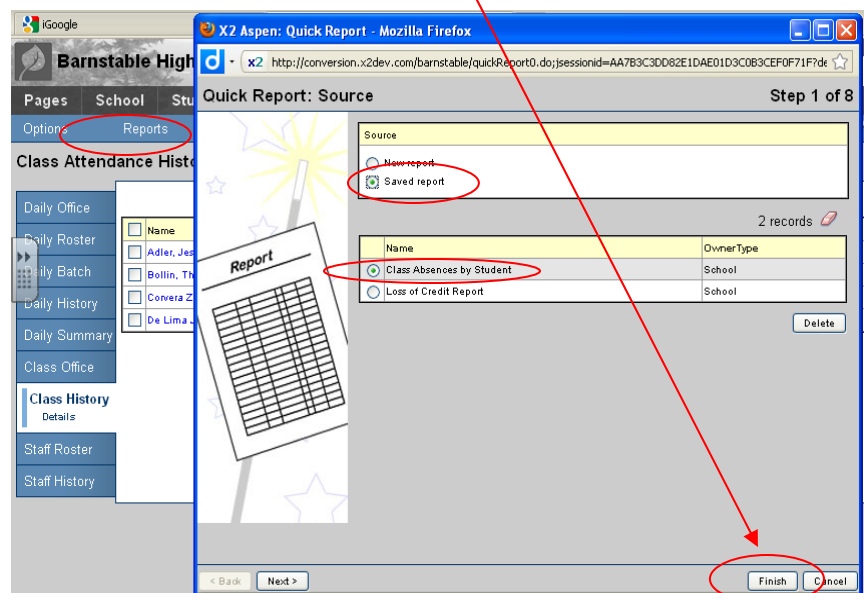 iGoogle
X2 Aspen: Quick Report - Mozilla Firefox
Barnstable High
x2 http://conversion.x2dev.com/barnstable/quickReport0.do;jsessionid=AA7B3C3DD82E1DAE01D3C0B3CEF0F71F?de
Pages School Stu
Quick Report: Source Step 1 of 8
Options Reports
Class Attendance Histo
Source
New report
Saved report
Daily Office
Daily Roster
Daily Batch
Daily History
Daily Summary
Class Office
Class History
Details
Staff Roster
Staff History
Name
Adler, Jes
Bollin, Th
Corvera Z
De Lima J
Report
2 records
Name OwnerType
Class Absences by Student School
Loss of Credit Report School
Delete
< Back Next > Finish Cancel